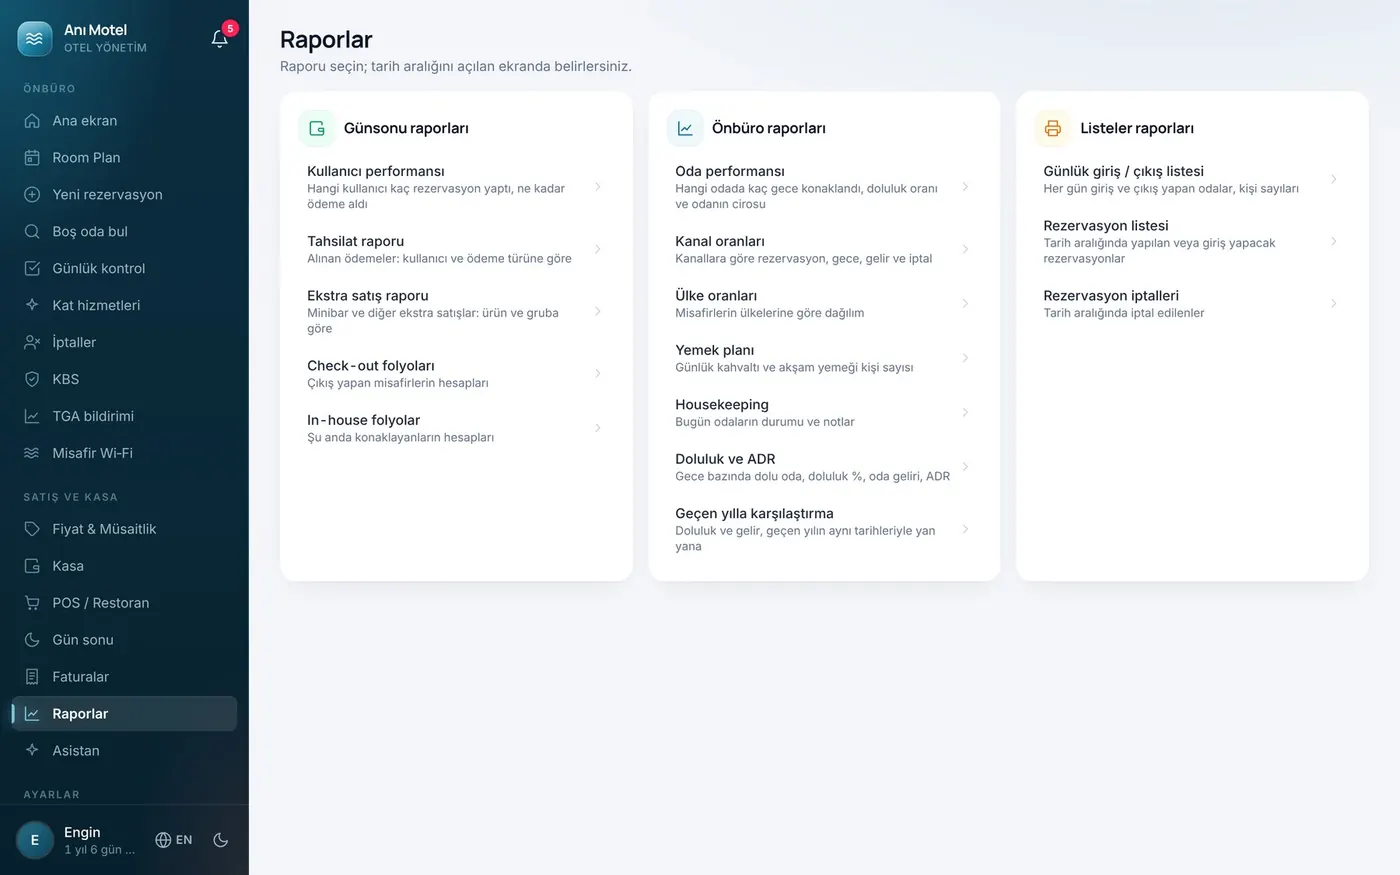 Anı Motel
OTEL YÖNETİM
5
ÖNBÜRO
Ana ekran
Room Plan
Yeni rezervasyon
Boş oda bul
Günlük kontrol
Kat hizmetleri
İptaller
KBS
TGA bildirimi
Misafir Wi-Fi
SATIŞ VE KASA
Fiyat & Müsaitlik
Kasa
POS / Restoran
Gün sonu
Faturalar
Raporlar
Asistan
AYARLAR
E
Engin
1 yıl 6 gün ...
EN
Raporlar
Raporu seçin; tarih aralığını açılan ekranda belirlersiniz.
Günsonu raporları
Kullanıcı performansı
Hangi kullanıcı kaç rezervasyon yaptı, ne kadar
ödeme aldı
Tahsilat raporu
Alınan ödemeler: kullanıcı ve ödeme türüne göre
Ekstra satış raporu
Minibar ve diğer ekstra satışlar: ürün ve gruba
göre
Check-out folyoları
Çıkış yapan misafirlerin hesapları
In-house folyolar
Şu anda konaklayanların hesapları
Önbüro raporları
Oda performansı
Hangi odada kaç gece konaklandı, doluluk oranı
ve odanın cirosu
Kanal oranları
Kanallara göre rezervasyon, gece, gelir ve iptal
Ülke oranları
Misafirlerin ülkelerine göre dağılım
Yemek planı
Günlük kahvaltı ve akşam yemeği kişi sayısı
Housekeeping
Bugün odaların durumu ve notlar
Doluluk ve ADR
Gece bazında dolu oda, doluluk %, oda geliri, ADR
Geçen yılla karşılaştırma
Doluluk ve gelir, geçen yılın aynı tarihleriyle yan
yana
Listeler raporları
Günlük giriş / çıkış listesi
Her gün giriş ve çıkış yapan odalar, kişi sayıları
Rezervasyon listesi
Tarih aralığında yapılan veya giriş yapacak
rezervasyonlar
Rezervasyon iptalleri
Tarih aralığında iptal edilenler